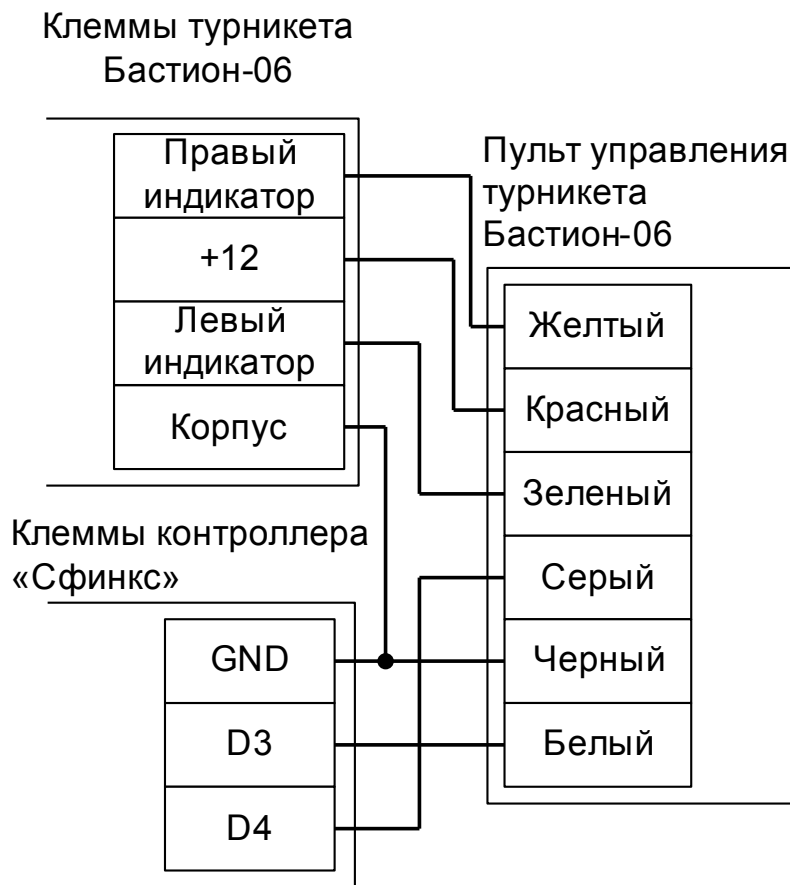 Клеммы турникета
Бастион-06
Правый
индикатор
+12
Левый
индикатор
Корпус
Пульт управления
турникета
Бастион-06
Желтый
Красный
Зеленый
Серый
Черный
Белый
Клеммы контроллера
«Сфинкс»
GND
D3
D4